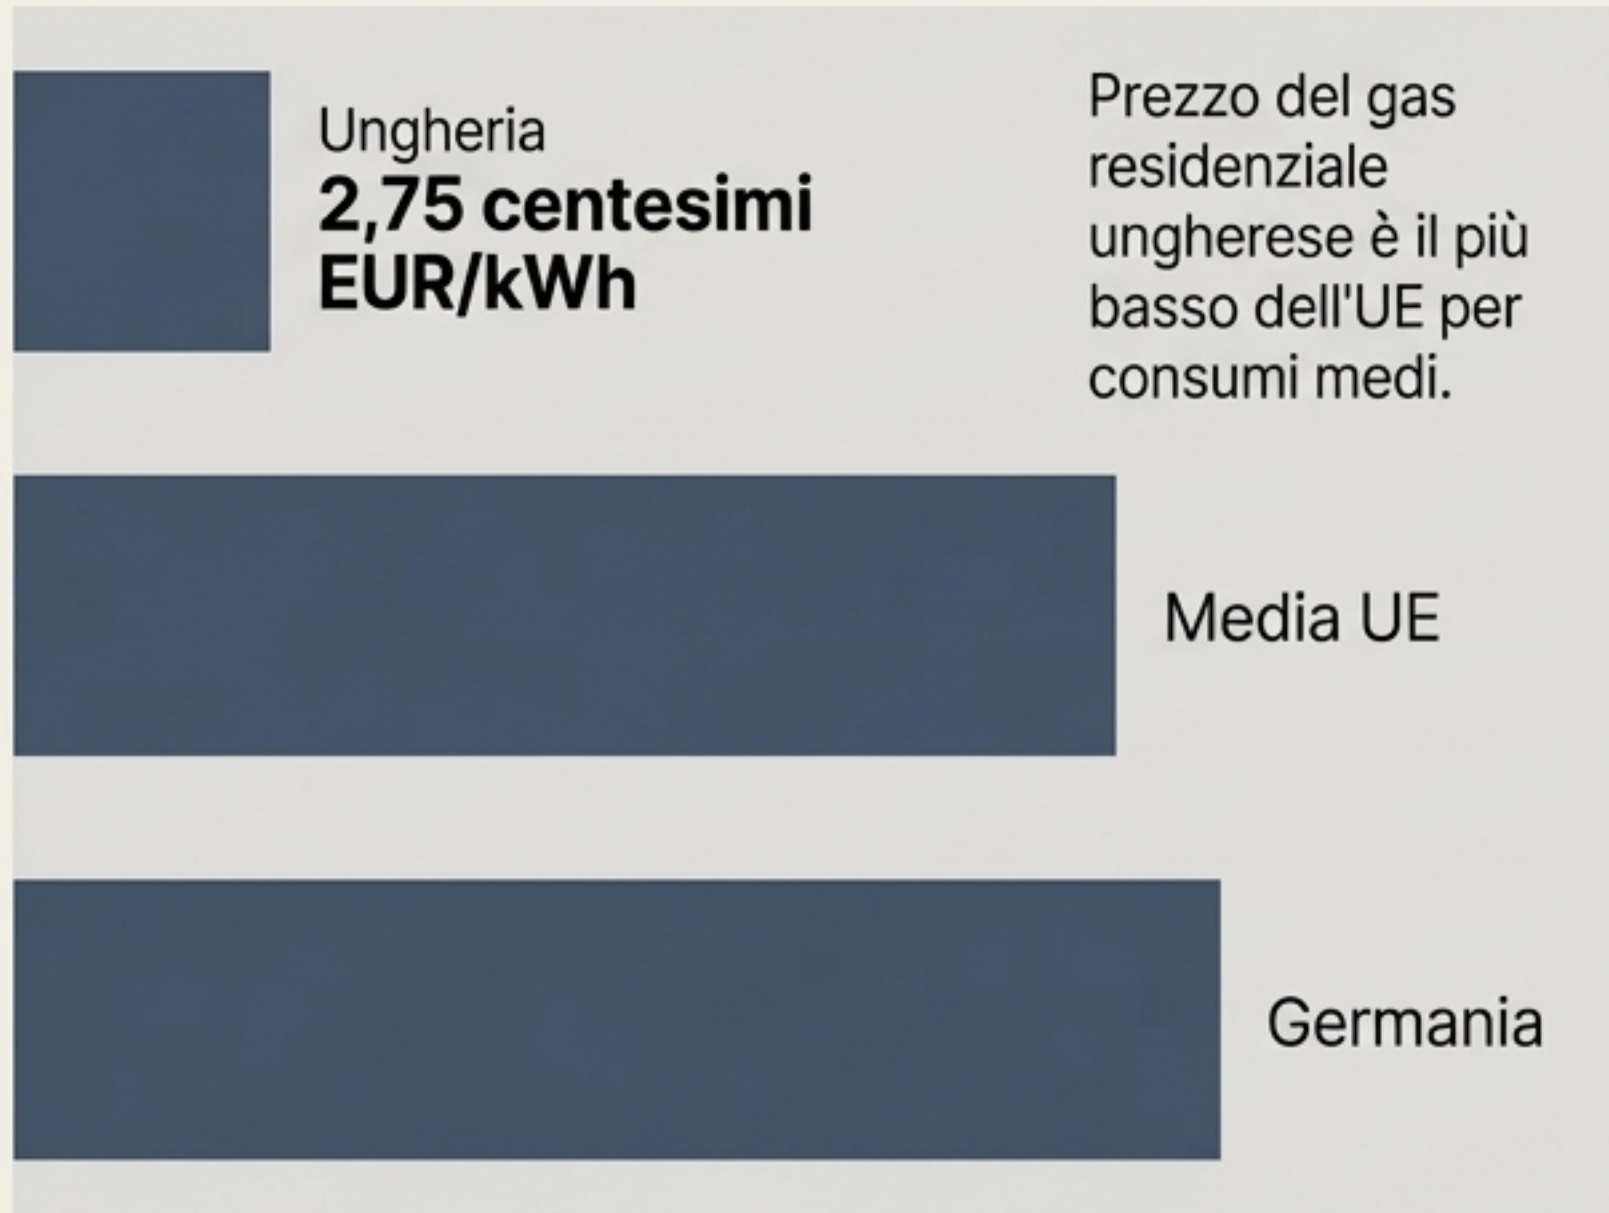 Ungheria
2,75 centesimi
EUR/kWh
Prezzo del gas
residenziale
ungherese è il più
basso dell'UE per
consumi medi.
Media UE
Germania